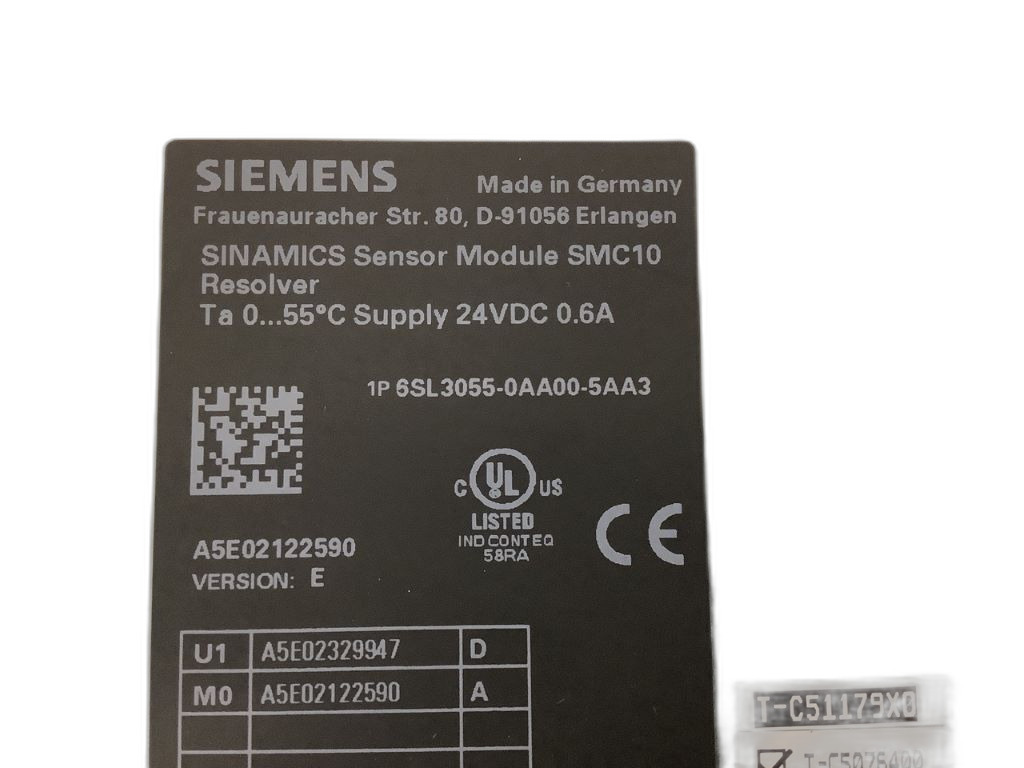 SIEMENS Made in Germany
Frauenauracher Str. 80, D-91056 Erlangen
SINAMICS Sensor Module SMC10
Resolver
Ta 0...55°C Supply 24VDC 0.6A
1P 6SL3055-0AA00-5AA3
C UL US
LISTED
IND CONT EQ
58RA
CE
A5E02122590
VERSION: E
U1 A5E02329947 D
M0 A5E02122590 A
T-C51179X0
T-C5076400